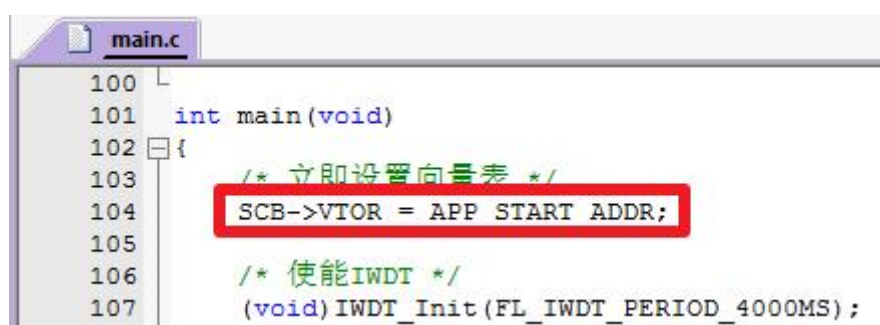 main.c
100
101 int main(void)
102 {
103 /* 立即设置向量表 */
104 SCB->VTOR = APP_START_ADDR;
105
106 /* 使能IWDT */
107 (void)IWDT_Init(FL_IWDT_PERIOD_4000MS);